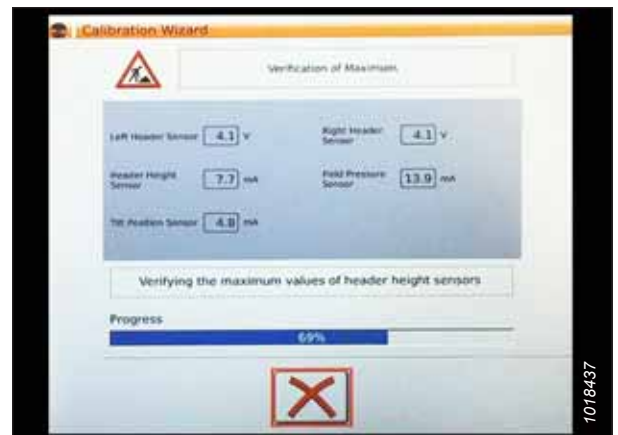 Calibration Wizard
Verification of Maximum
Left Header Sensor 4.1 V
Right Header Sensor 4.1 V
Header Height Sensor 7.7 mA
Field Pressure Sensor 13.9 mA
Tilt Position Sensor 4.8 mA
Verifying the maximum values of header height sensors
Progress
69%
1018437